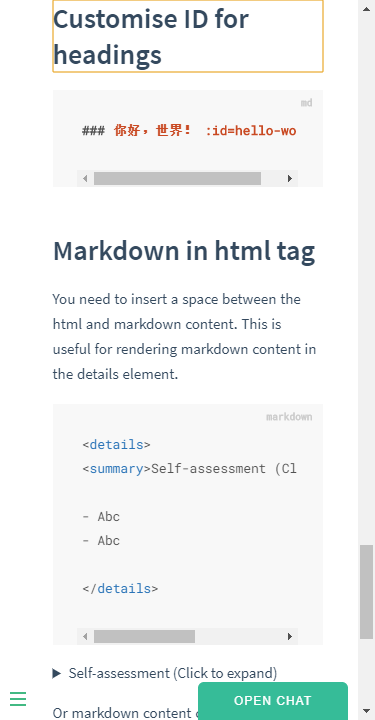 Customise ID for
headings
md
### 你好，世界！ :id=hello-wo
Markdown in html tag
You need to insert a space between the
html and markdown content. This is
useful for rendering markdown content in
the details element.
markdown
<details>
<summary>Self-assessment (Cl
- Abc
- Abc
</details>
Self-assessment (Click to expand)
OPEN CHAT
Or markdown content